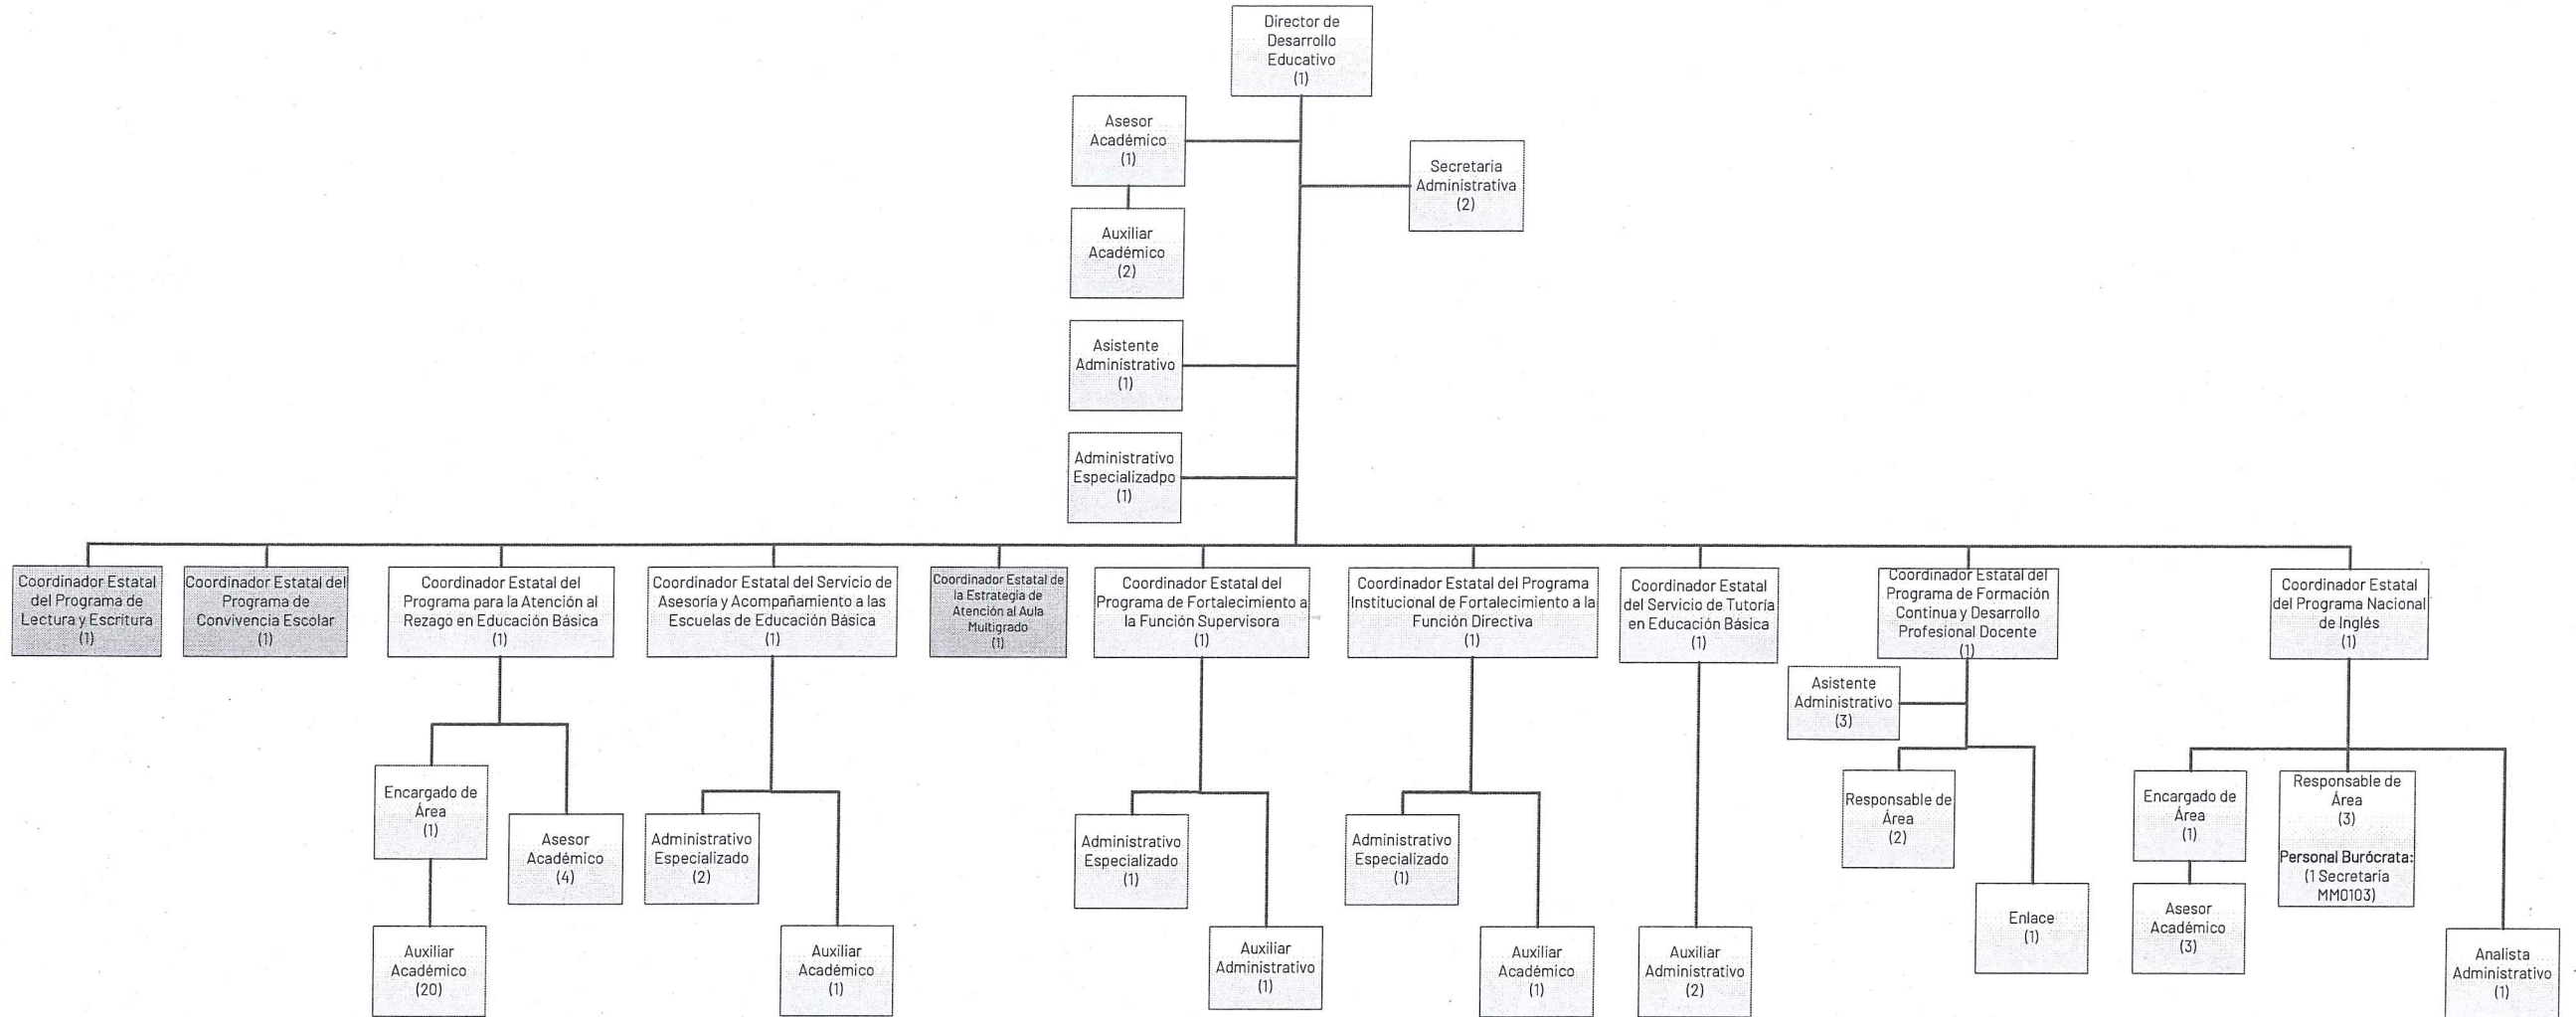 Director de
Desarrollo
Educativo
(1)
Asesor
Académico
(1)
Secretaria
Administrativa
(2)
Auxiliar
Académico
(2)
Asistente
Administrativo
(1)
Administrativo
Especializadpo
(1)
Coordinador Estatal
del Programa de
Lectura y Escritura
(1)
Coordinador Estatal del
Programa de
Convivencia Escolar
(1)
Coordinador Estatal del
Programa para la Atención al
Rezago en Educación Básica
(1)
Coordinador Estatal del Servicio de
Asesoría y Acompañamiento a las
Escuelas de Educación Básica
(1)
Coordinador Estatal de
la Estrategia de
Atención al Aula
Multigrado
(1)
Coordinador Estatal del
Programa de Fortalecimiento a
la Función Supervisora
(1)
Coordinador Estatal del Programa
Institucional de Fortalecimiento a la
Función Directiva
(1)
Coordinador Estatal
del Servicio de Tutoría
en Educación Básica
(1)
Coordinador Estatal del
Programa de Formación
Continua y Desarrollo
Profesional Docente
(1)
Coordinador Estatal
del Programa Nacional
de Inglés
(1)
Asistente
Administrativo
(3)
Encargado de
Área
(1)
Asesor
Académico
(4)
Auxiliar
Académico
(20)
Administrativo
Especializado
(2)
Auxiliar
Académico
(1)
Administrativo
Especializado
(1)
Auxiliar
Administrativo
(1)
Administrativo
Especializado
(1)
Auxiliar
Académico
(1)
Auxiliar
Administrativo
(2)
Responsable de
Área
(2)
Enlace
(1)
Encargado de
Área
(1)
Asesor
Académico
(3)
Responsable de
Área
(3)
Personal Burócrata:
(1 Secretaria
MM0103)
Analista
Administrativo
(1)